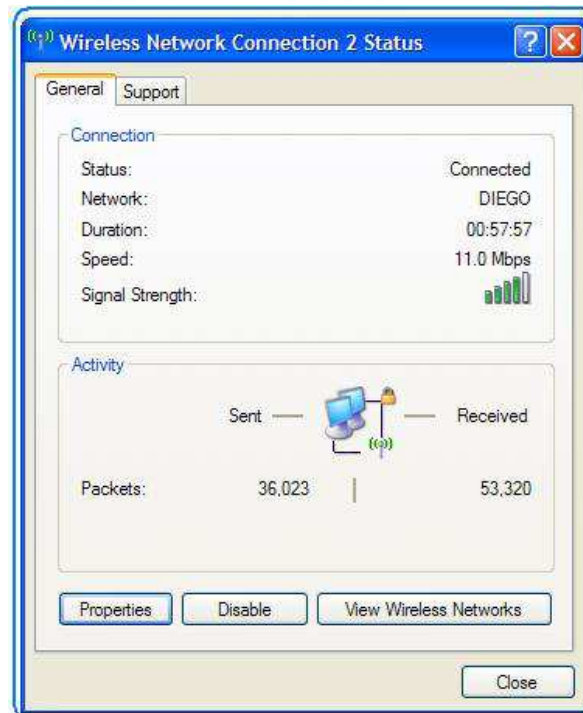 Wireless Network Connection 2 Status
General Support
Connection
Status: Connected
Network: DIEGO
Duration: 00:57:57
Speed: 11.0 Mbps
Signal Strength:
Activity
Sent Received
Packets: 36,023 53,320
Properties Disable View Wireless Networks
Close